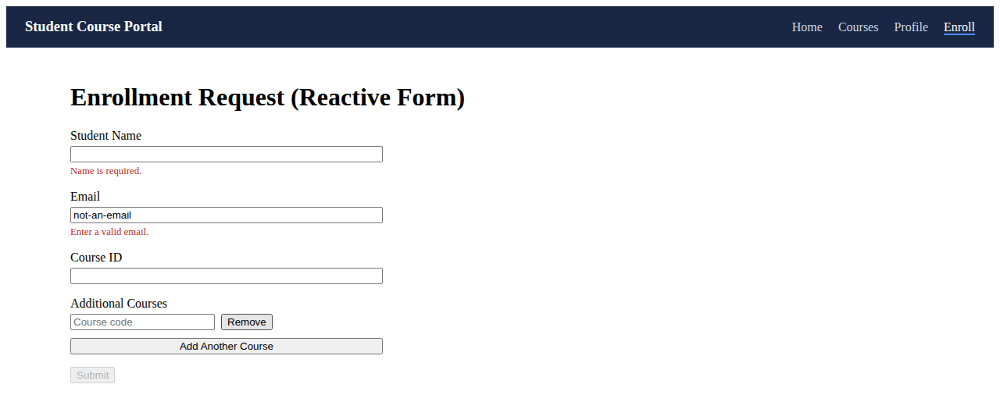 Student Course Portal
Home Courses Profile Enroll
Enrollment Request (Reactive Form)
Student Name
Name is required.
Email
not-an-email
Enter a valid email.
Course ID
Additional Courses
Course code Remove
Add Another Course
Submit